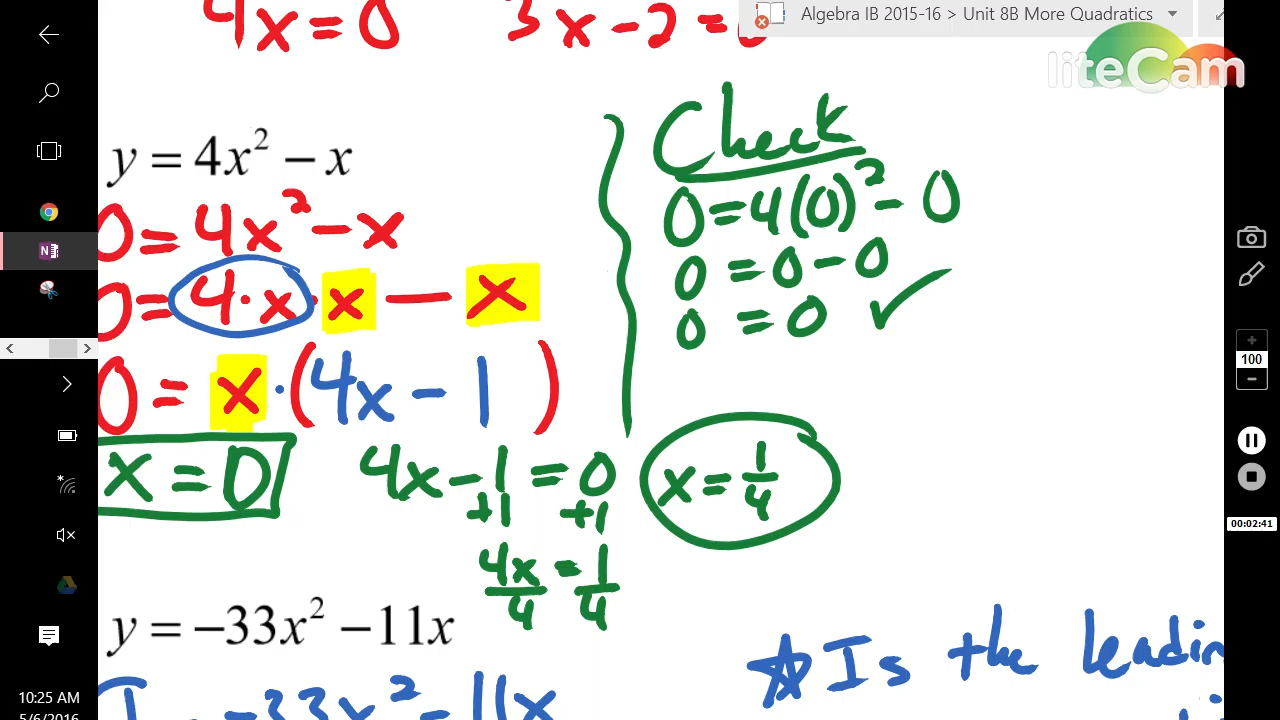 4x = 0 3x - 2 = 0
Algebra IB 2015-16 > Unit 8B More Quadratics
liteCam
y = 4x² − x
0 = 4x² − x
0 = 4 · x · x − x
0 = x · (4x − 1)
x = 0
4x − 1 = 0
+1 +1
4x/4 = 1/4
x = 1/4
Check
0 = 4(0)² − 0
0 = 0 − 0
0 = 0 ✓
y = −33x² − 11x
−33x² − 11x
☆ Is the leadin
100
00:02:41
10:25 AM
5/6/2016